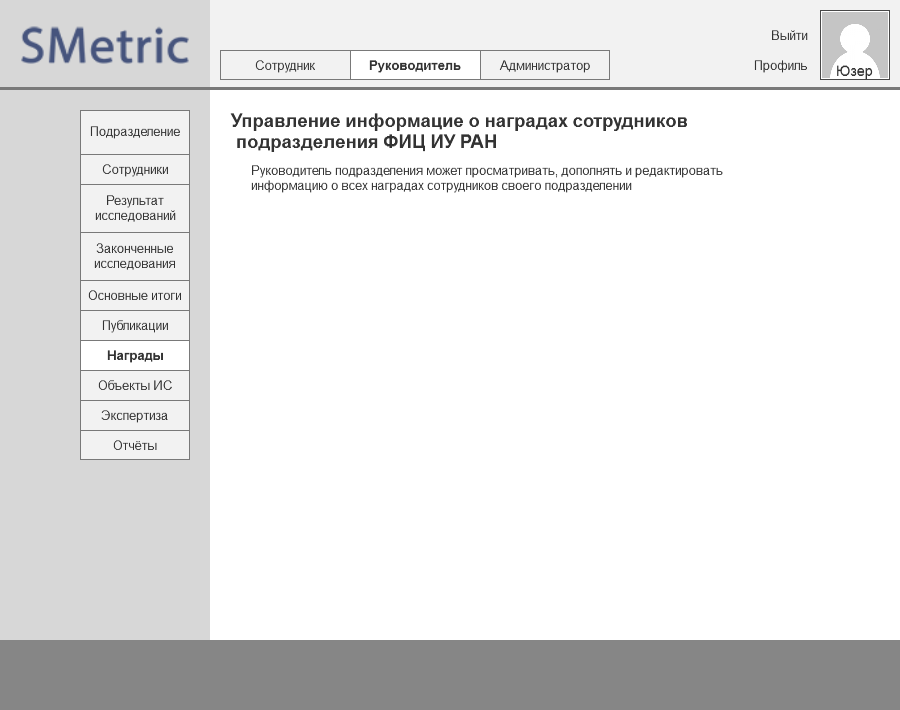 SMetric
Выйти
Профиль
Юзер
Сотрудник
Руководитель
Администратор
Подразделение
Сотрудники
Результат
исследований
Законченные
исследования
Основные итоги
Публикации
Награды
Объекты ИС
Экспертиза
Отчёты
Управление информацие о наградах сотрудников
подразделения ФИЦ ИУ РАН
Руководитель подразделения может просматривать, дополнять и редактировать
информацию о всех наградах сотрудников своего подразделении